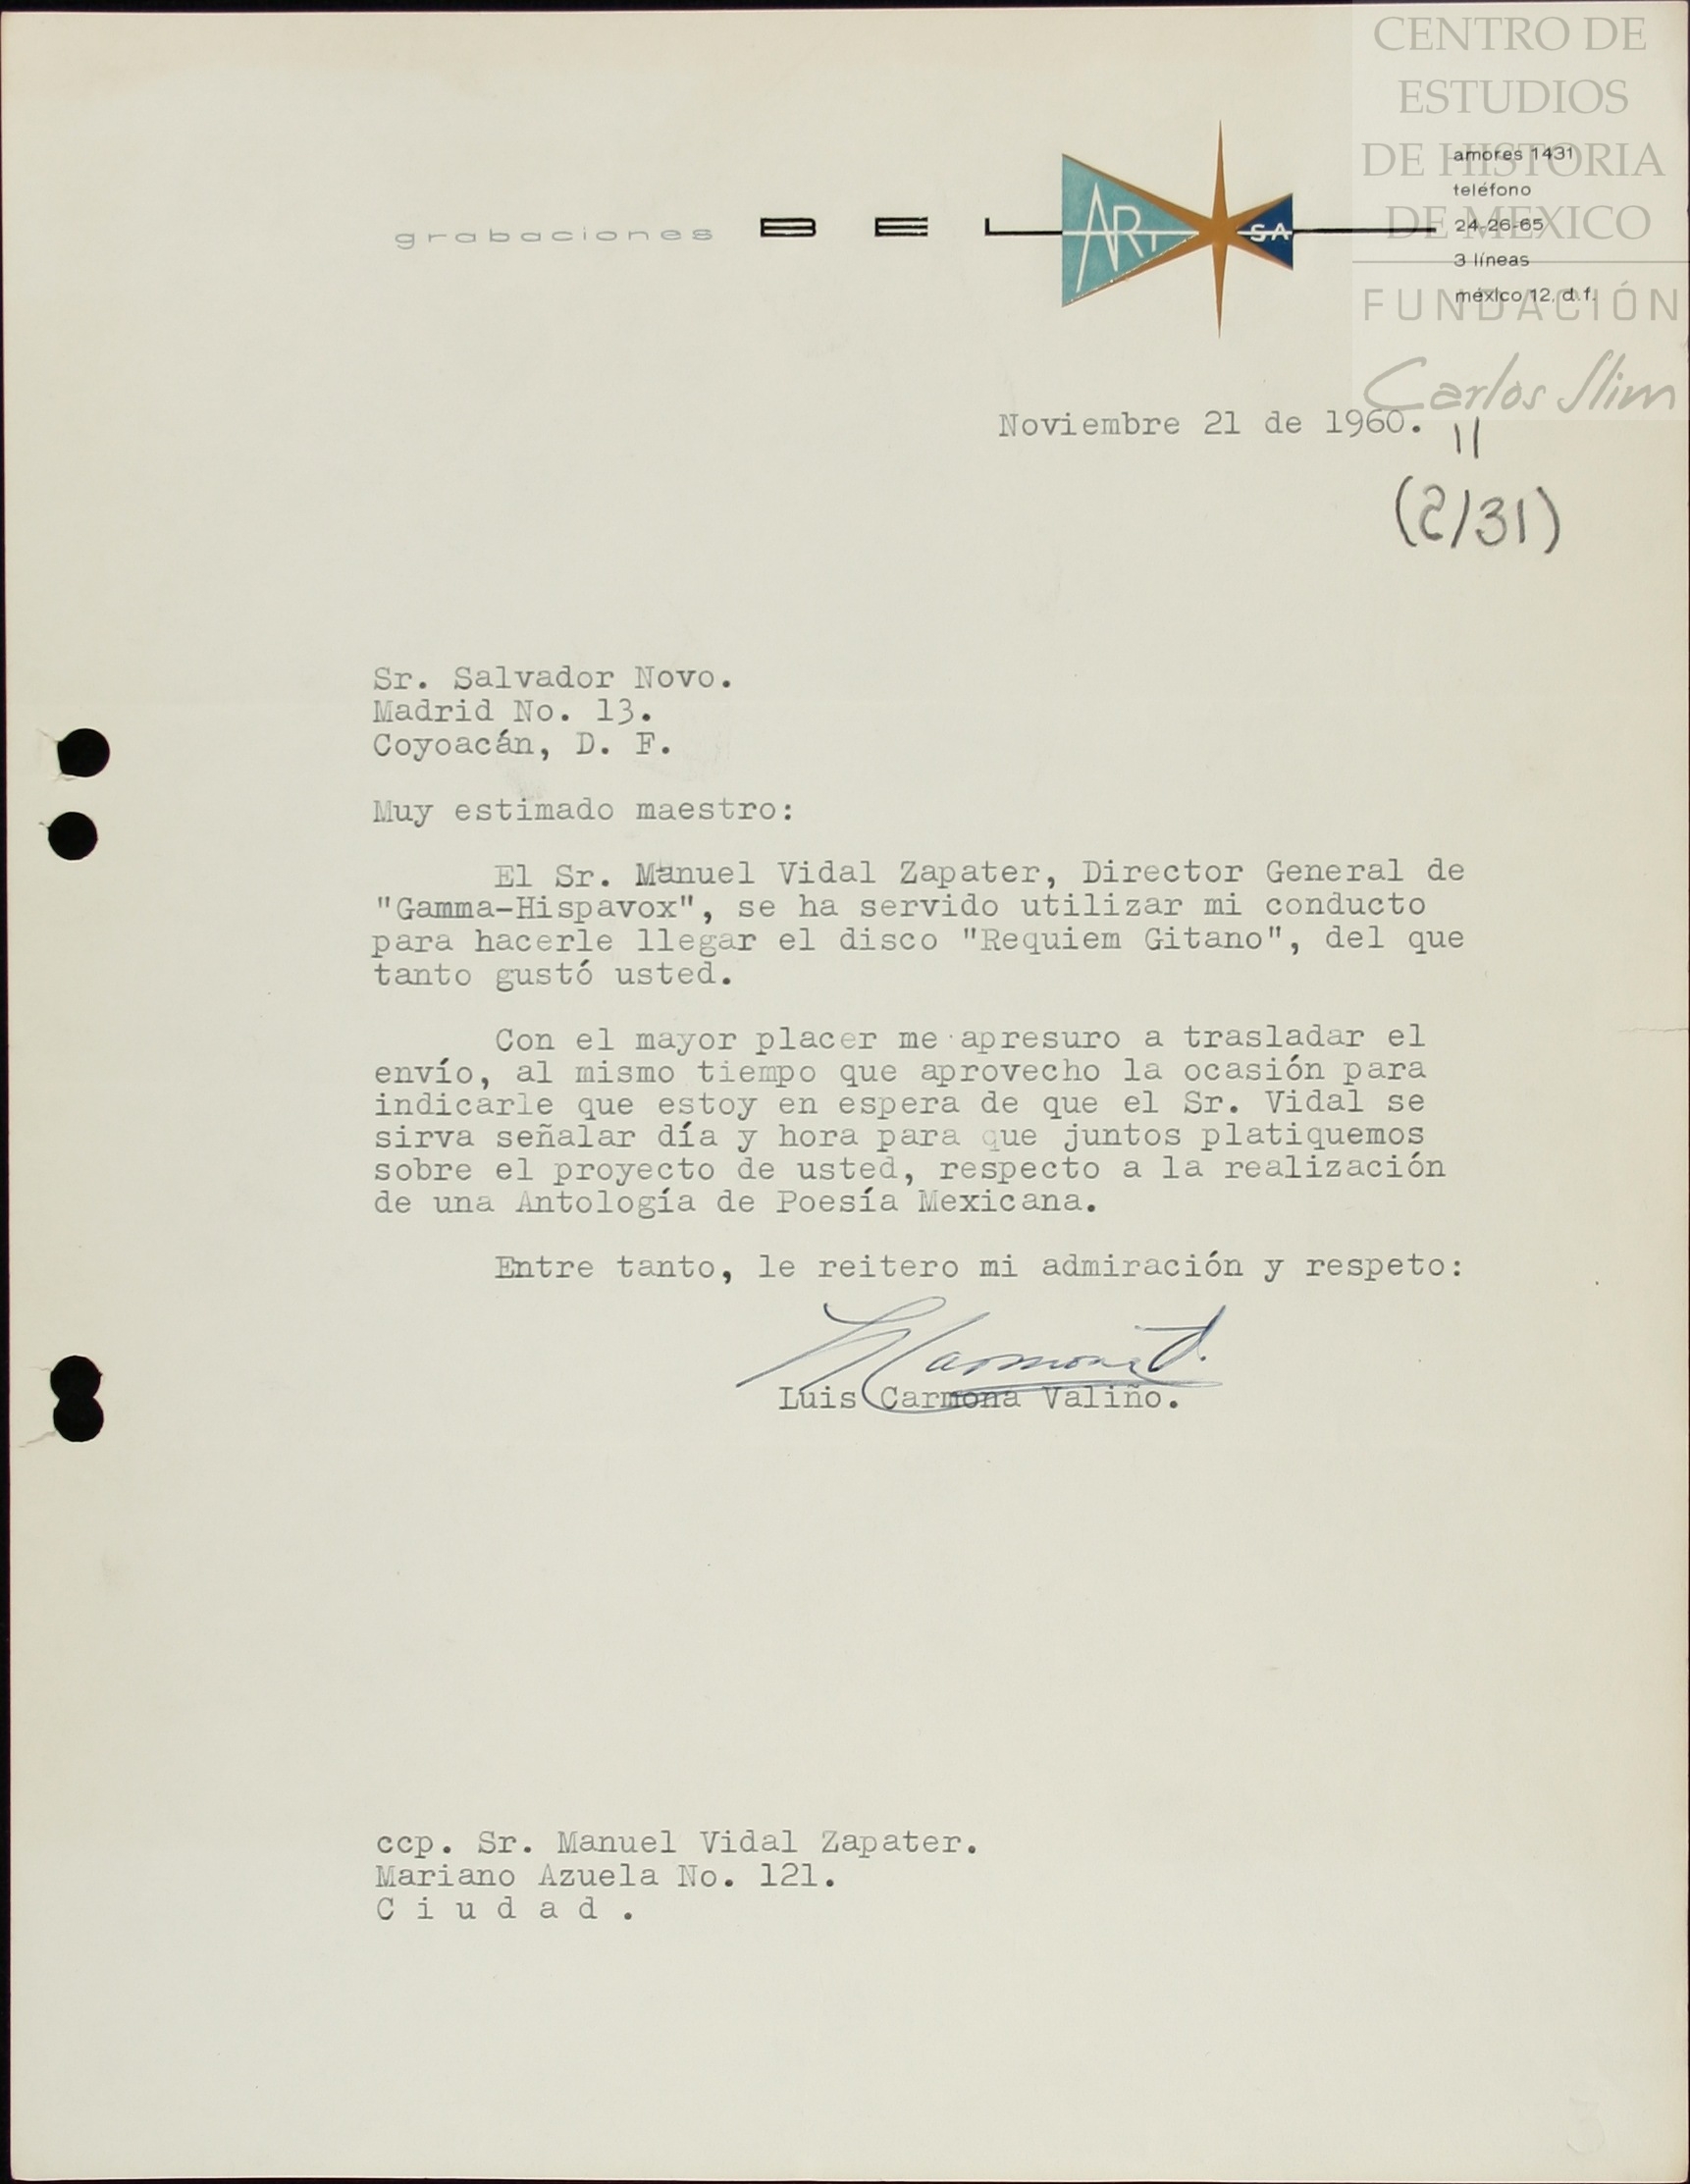 CENTRO DE
ESTUDIOS
DE HISTORIA
DE MEXICO
FUNDACIÓN
Carlos Slim
grabaciones BEL ART SA
amores 1431
teléfono
24-26-65
3 líneas
méxico 12, d.f.
Noviembre 21 de 1960.
11
(2/31)
Sr. Salvador Novo.
Madrid No. 13.
Coyoacán, D. F.
Muy estimado maestro:
El Sr. Manuel Vidal Zapater, Director General de
"Gamma-Hispavox", se ha servido utilizar mi conducto
para hacerle llegar el disco "Requiem Gitano", del que
tanto gustó usted.
Con el mayor placer me apresuro a trasladar el
envío, al mismo tiempo que aprovecho la ocasión para
indicarle que estoy en espera de que el Sr. Vidal se
sirva señalar día y hora para que juntos platiquemos
sobre el proyecto de usted, respecto a la realización
de una Antología de Poesía Mexicana.
Entre tanto, le reitero mi admiración y respeto:
Luis Carmona Valiño.
ccp. Sr. Manuel Vidal Zapater.
Mariano Azuela No. 121.
C i u d a d .